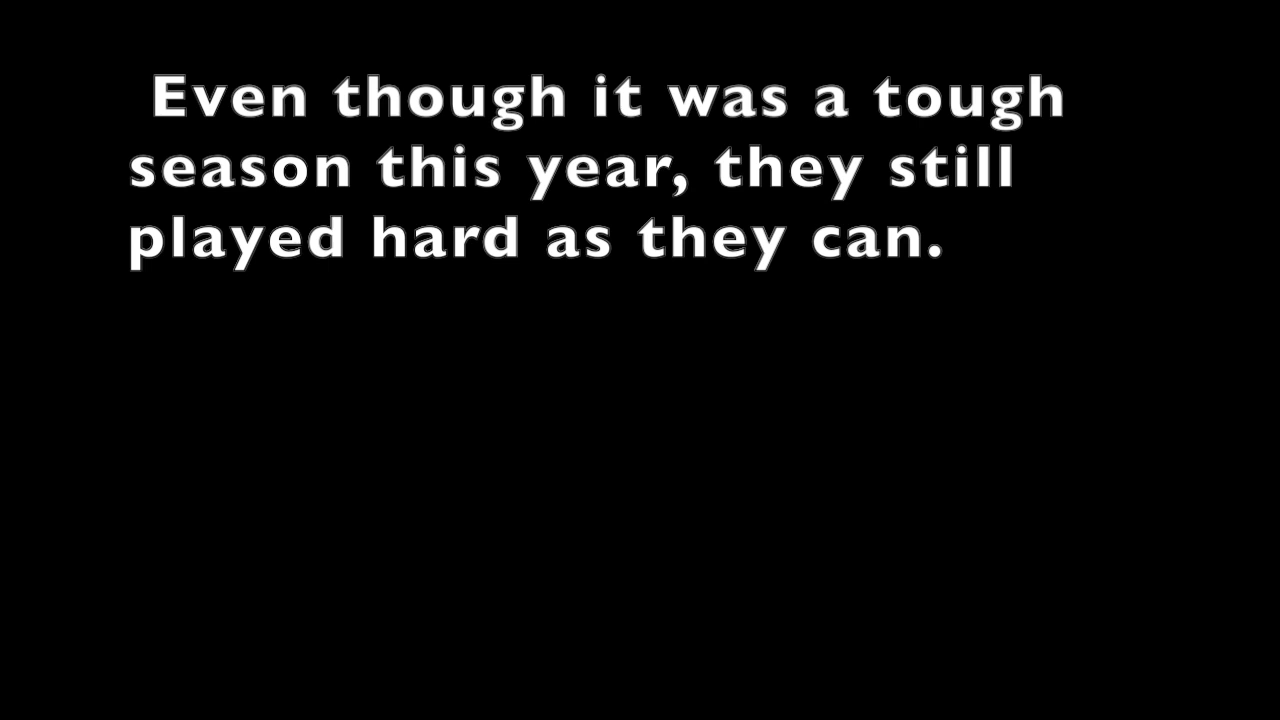 Even though it was a tough
season this year, they still
played hard as they can.